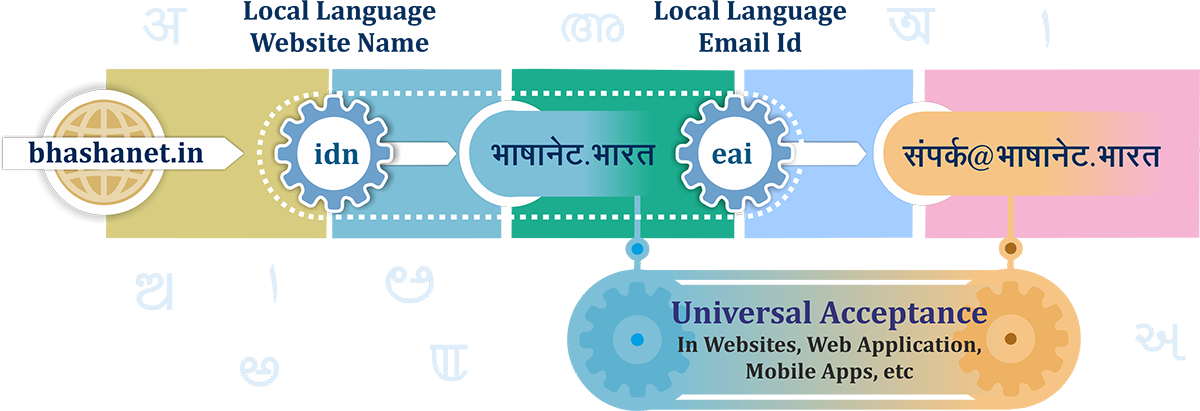 Local Language
Website Name
Local Language
Email Id
अ
അ
অ
ا
bhashanet.in
idn
भाषानेट.भारत
eai
संपर्क@भाषानेट.भारत
ଅ
ا
అ
Universal Acceptance
In Websites, Web Application,
Mobile Apps, etc
ಅ
અ